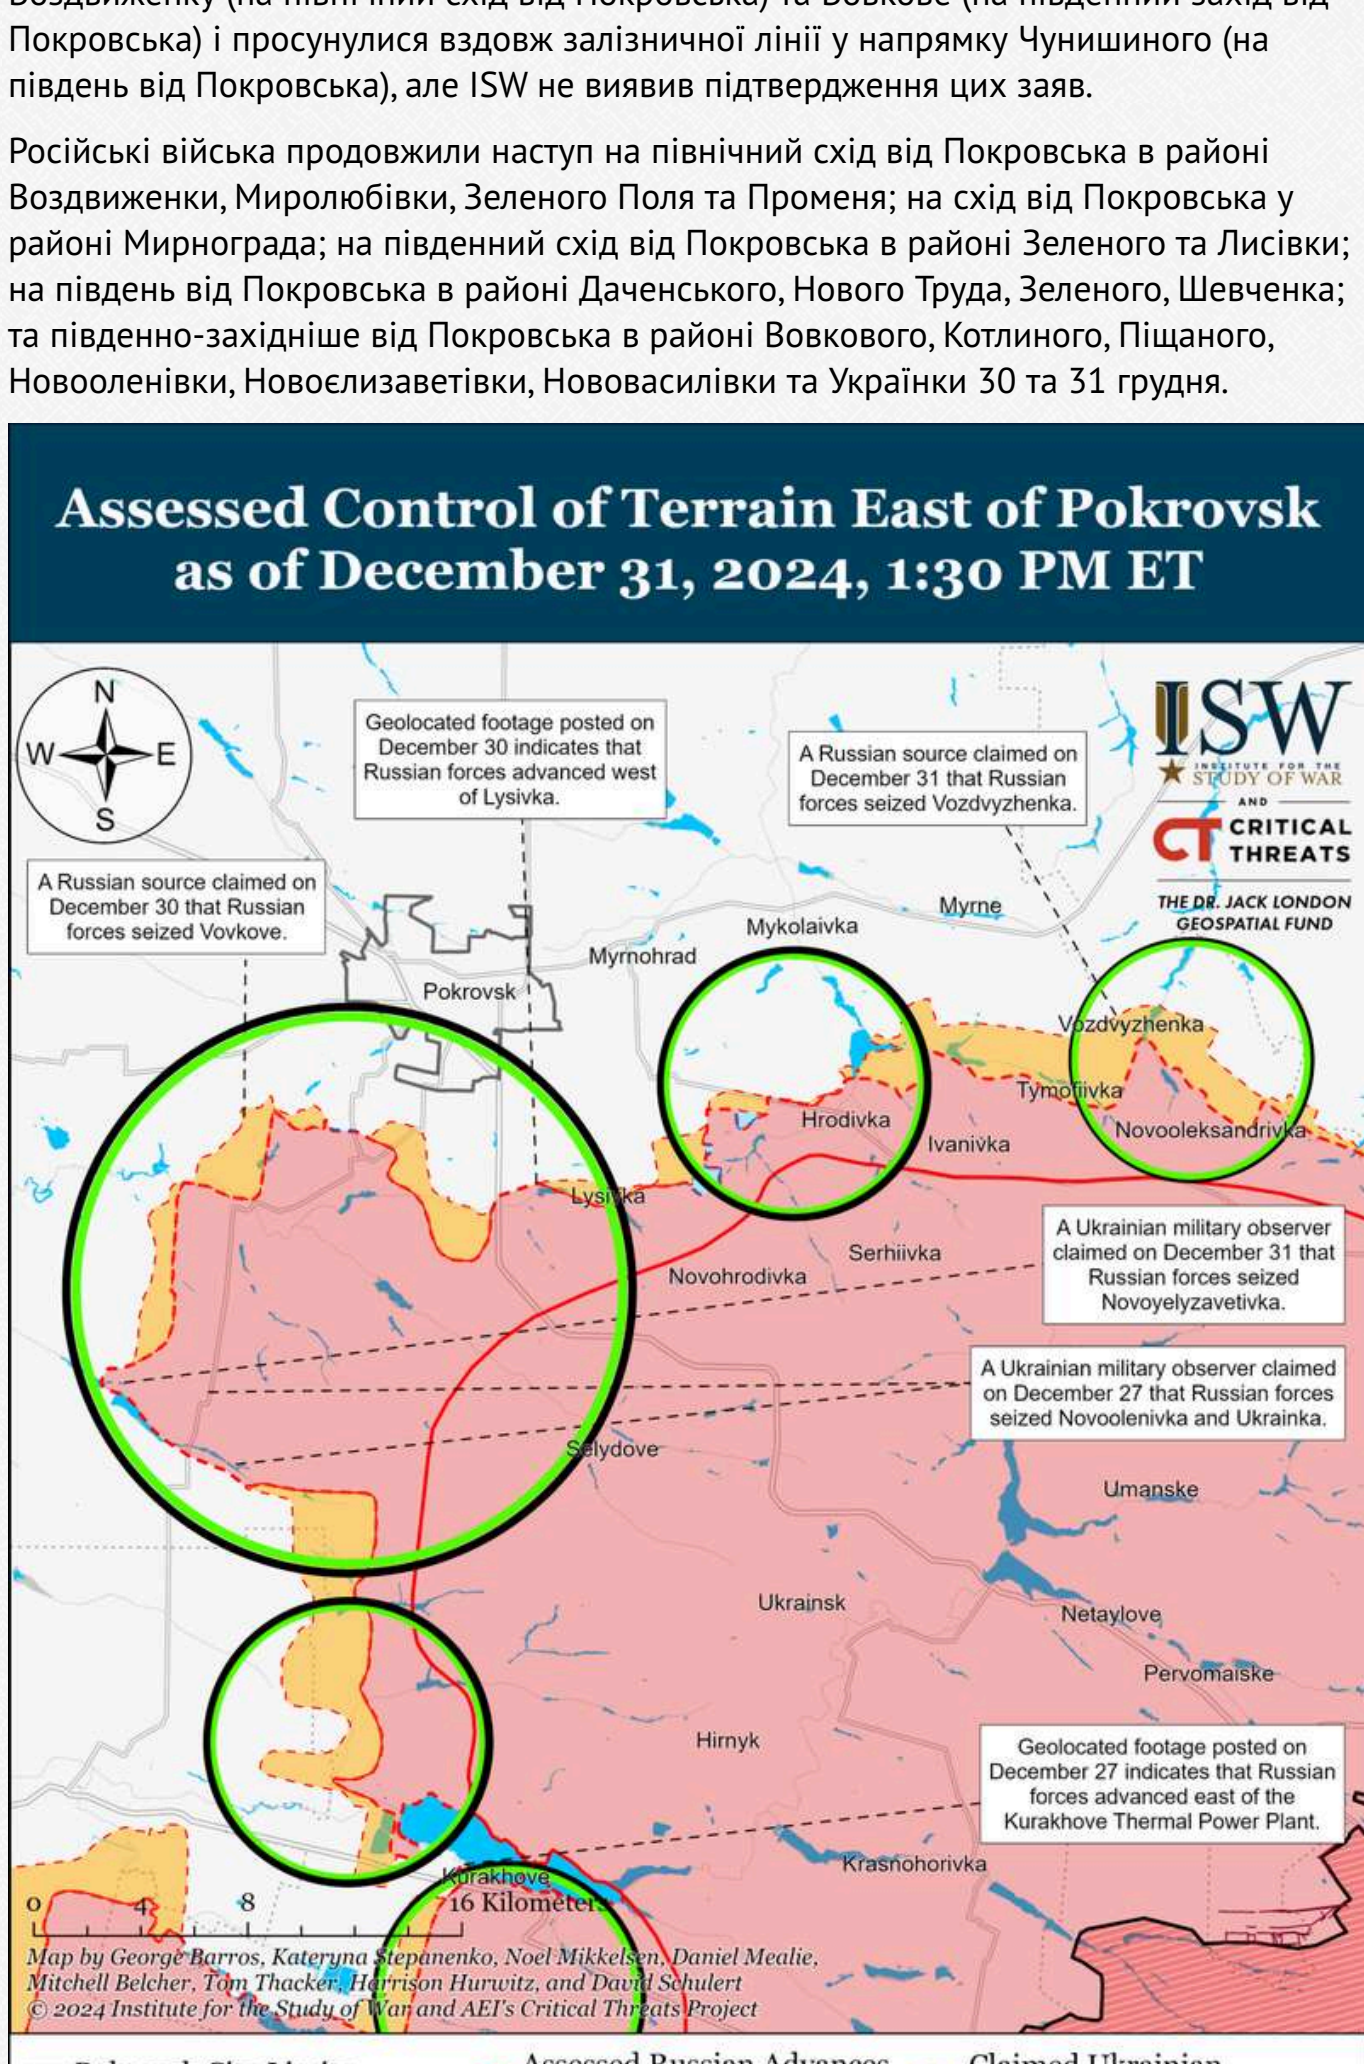 Воздвиженку (на північний схід від Покровська) та Вовкове (на південний захід від
Покровська) і просунулися вздовж залізничної лінії у напрямку Чунишиного (на
південь від Покровська), але ISW не виявив підтвердження цих заяв.
Російські війська продовжили наступ на північний схід від Покровська в районі
Воздвиженки, Миролюбівки, Зеленого Поля та Променя; на схід від Покровська у
районі Мирнограда; на південний схід від Покровська в районі Зеленого та Лисівки;
на південь від Покровська в районі Даченського, Нового Труда, Зеленого, Шевченка;
та південно-західніше від Покровська в районі Вовкового, Котлиного, Піщаного,
Новооленівки, Новоєлизаветівки, Нововасилівки та Українки 30 та 31 грудня.
Assessed Control of Terrain East of Pokrovsk
as of December 31, 2024, 1:30 PM ET
N
W E
S
Geolocated footage posted on
December 30 indicates that
Russian forces advanced west
of Lysivka.
A Russian source claimed on
December 31 that Russian
forces seized Vozdvyzhenka.
ISW
INSTITUTE FOR THE
STUDY OF WAR
AND
CT CRITICAL
THREATS
THE DR. JACK LONDON
GEOSPATIAL FUND
A Russian source claimed on
December 30 that Russian
forces seized Vovkove.
Myrne
Mykolaivka
Myrnohrad
Pokrovsk
Vozdvyzhenka
Tymofiivka
Hrodivka
Novooleksandrivka
Ivanivka
Lysivka
A Ukrainian military observer
claimed on December 31 that
Russian forces seized
Novoyelyzavetivka.
Serhiivka
Novohrodivka
A Ukrainian military observer claimed
on December 27 that Russian forces
seized Novoolenivka and Ukrainka.
Selydove
Umanske
Ukrainsk
Netaylove
Pervomaiske
Hirnyk
Geolocated footage posted on
December 27 indicates that Russian
forces advanced east of the
Kurakhove Thermal Power Plant.
Krasnohorivka
Kurakhove
0 4 8 16 Kilometers
Map by George Barros, Kateryna Stepanenko, Noel Mikkelsen, Daniel Mealie,
Mitchell Belcher, Tom Thacker, Harrison Hurwitz, and David Schulert
© 2024 Institute for the Study of War and AEI's Critical Threats Project
Assessed Russian Advances
Claimed Ukrainian